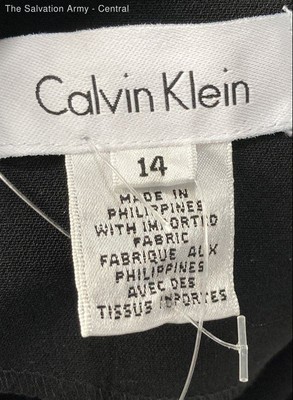 The Salvation Army - Central
Calvin Klein
14
MADE IN
PHILIPPINES
WITH IMPORTED
FABRIC
FABRIQUE AUX
PHILIPPINES
AVEC DES
TISSUS IMPORTES